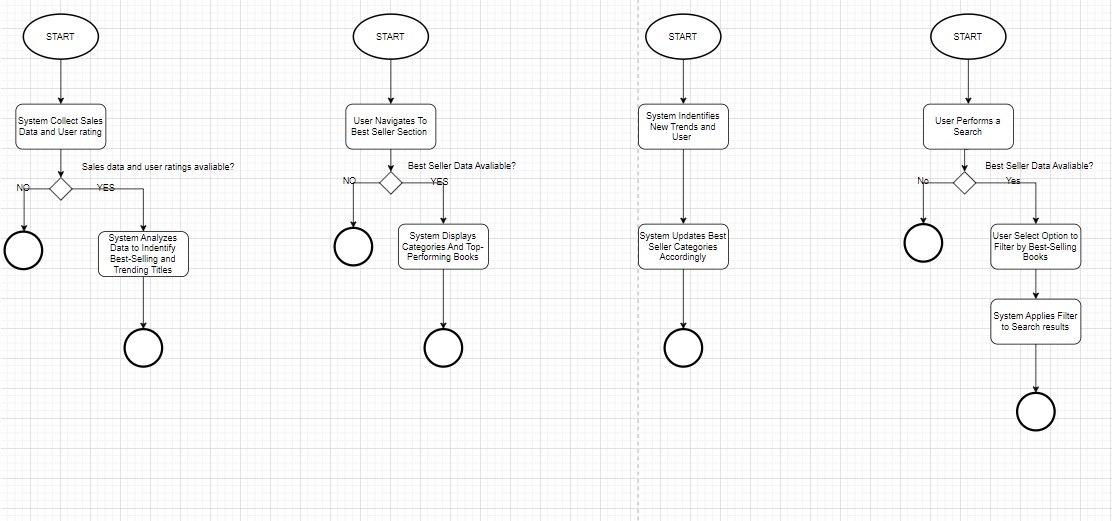 START
System Collect Sales
Data and User rating
Sales data and user ratings avaliable?
NO
YES
System Analyzes
Data to Indentify
Best-Selling and
Trending Titles
START
User Navigates To
Best Seller Section
Best Seller Data Avaliable?
NO
YES
System Displays
Categories And Top-
Performing Books
START
System Indentifies
New Trends and
User
System Updates Best
Seller Categories
Accordingly
START
User Performs a
Search
Best Seller Data Avaliable?
No
Yes
User Select Option to
Filter by Best-Selling
Books
System Applies Filter
to Search results